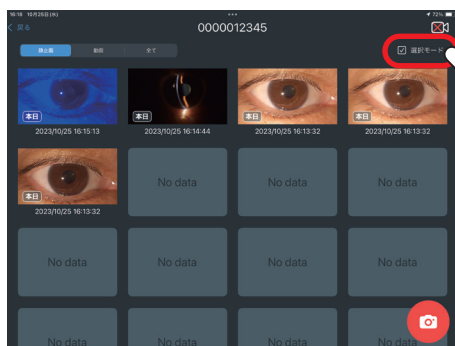 16:18 10月25日(水)
72%
戻る
0000012345
静止画 動画 全て
選択モード
本日 本日 本日 本日
2023/10/25 16:15:13 2023/10/25 16:14:44 2023/10/25 16:13:32 2023/10/25 16:13:32
本日 No data No data No data
2023/10/25 16:13:32
No data No data No data No data
No data No data No data No data